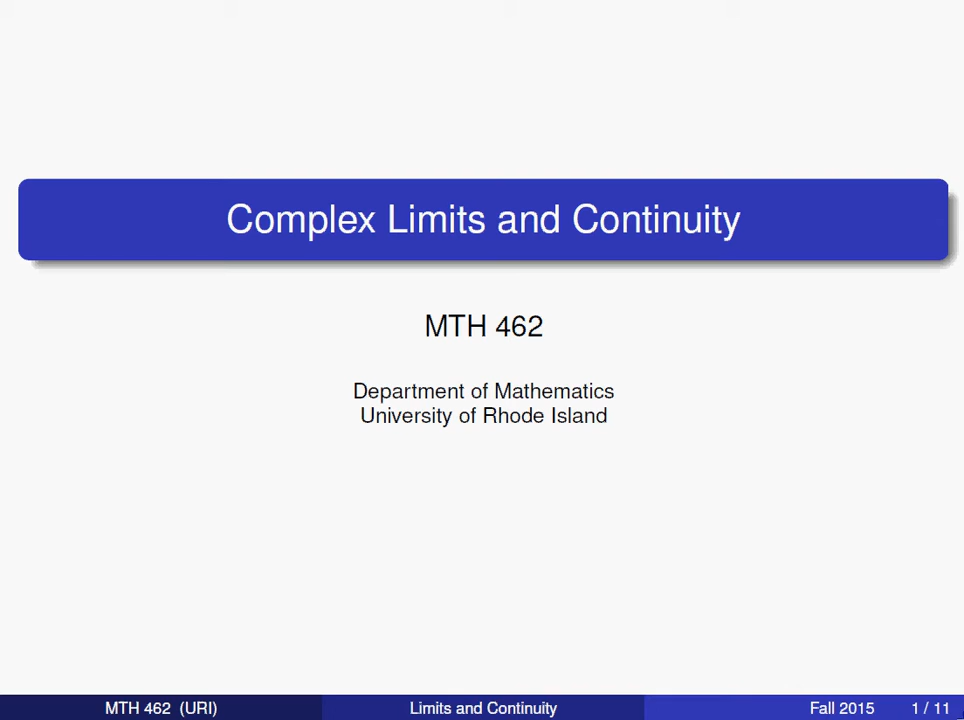 Complex Limits and Continuity
MTH 462
Department of Mathematics
University of Rhode Island
MTH 462 (URI) Limits and Continuity Fall 2015 1 / 11